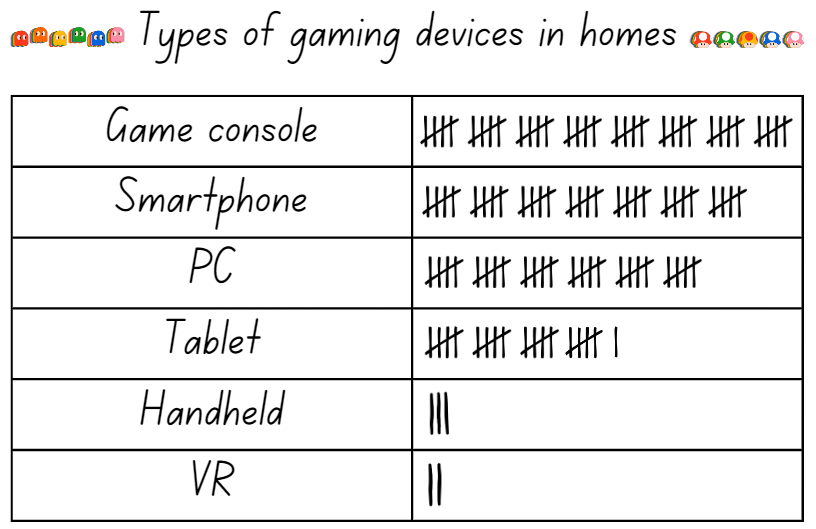 Types of gaming devices in homes
Game console
Smartphone
PC
Tablet
Handheld
VR